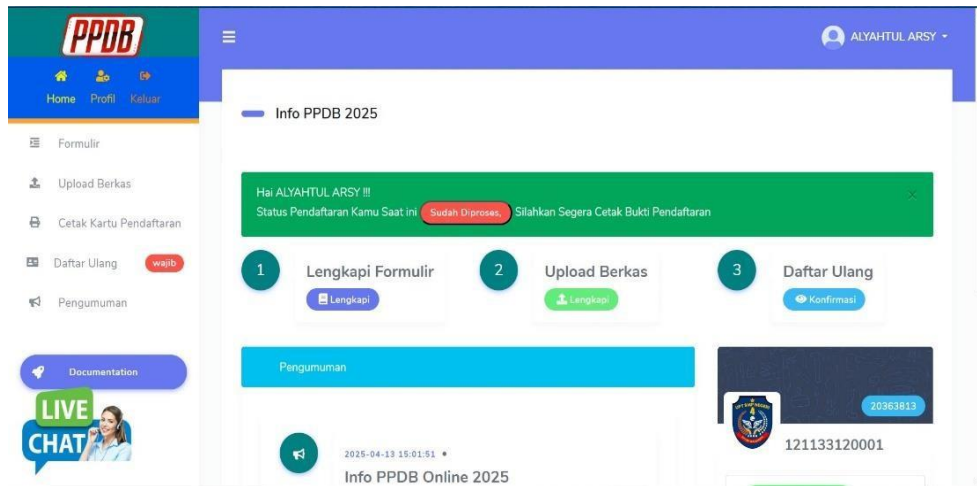 PPDB
ALYAHTUL ARSY
Home Profil Keluar
Info PPDB 2025
Formulir
Upload Berkas
Cetak Kartu Pendaftaran
Daftar Ulang wajib
Pengumuman
Documentation
LIVE
CHAT
Hai ALYAHTUL ARSY !!!
Status Pendaftaran Kamu Saat ini Sudah Diproses, Silahkan Segera Cetak Bukti Pendaftaran
×
1 Lengkapi Formulir
Lengkapi
2 Upload Berkas
Lengkapi
3 Daftar Ulang
Konfirmasi
Pengumuman
2025-04-13 15:01:51
Info PPDB Online 2025
20363813
121133120001